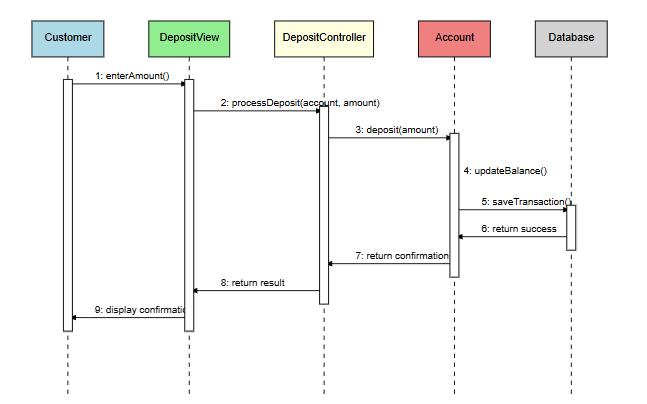 Customer
DepositView
DepositController
Account
Database
1: enterAmount()
2: processDeposit(account, amount)
3: deposit(amount)
4: updateBalance()
5: saveTransaction()
6: return success
7: return confirmation
8: return result
9: display confirmatic